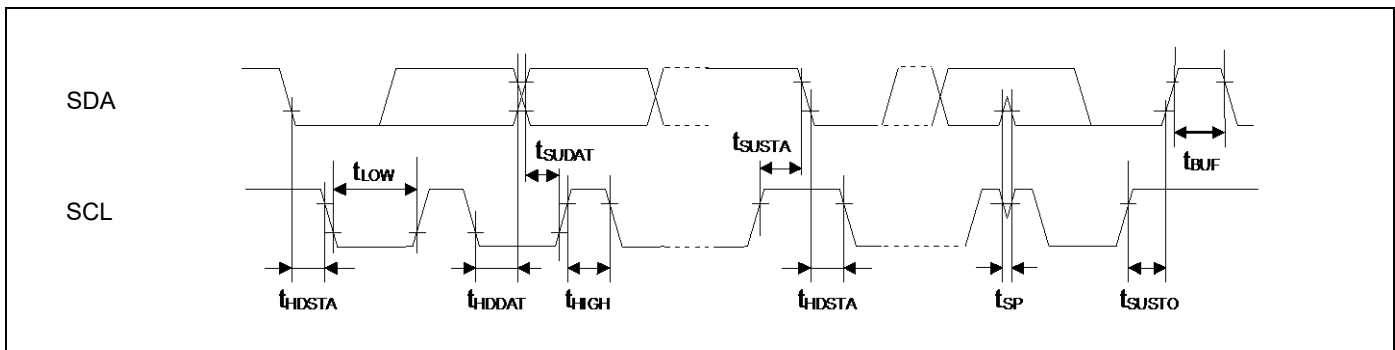 SDA
tSUDAT
tSUSTA
tBUF
tLOW
SCL
tHDSTA
tHDDAT
tHIGH
tHDSTA
tSP
tSUSTO